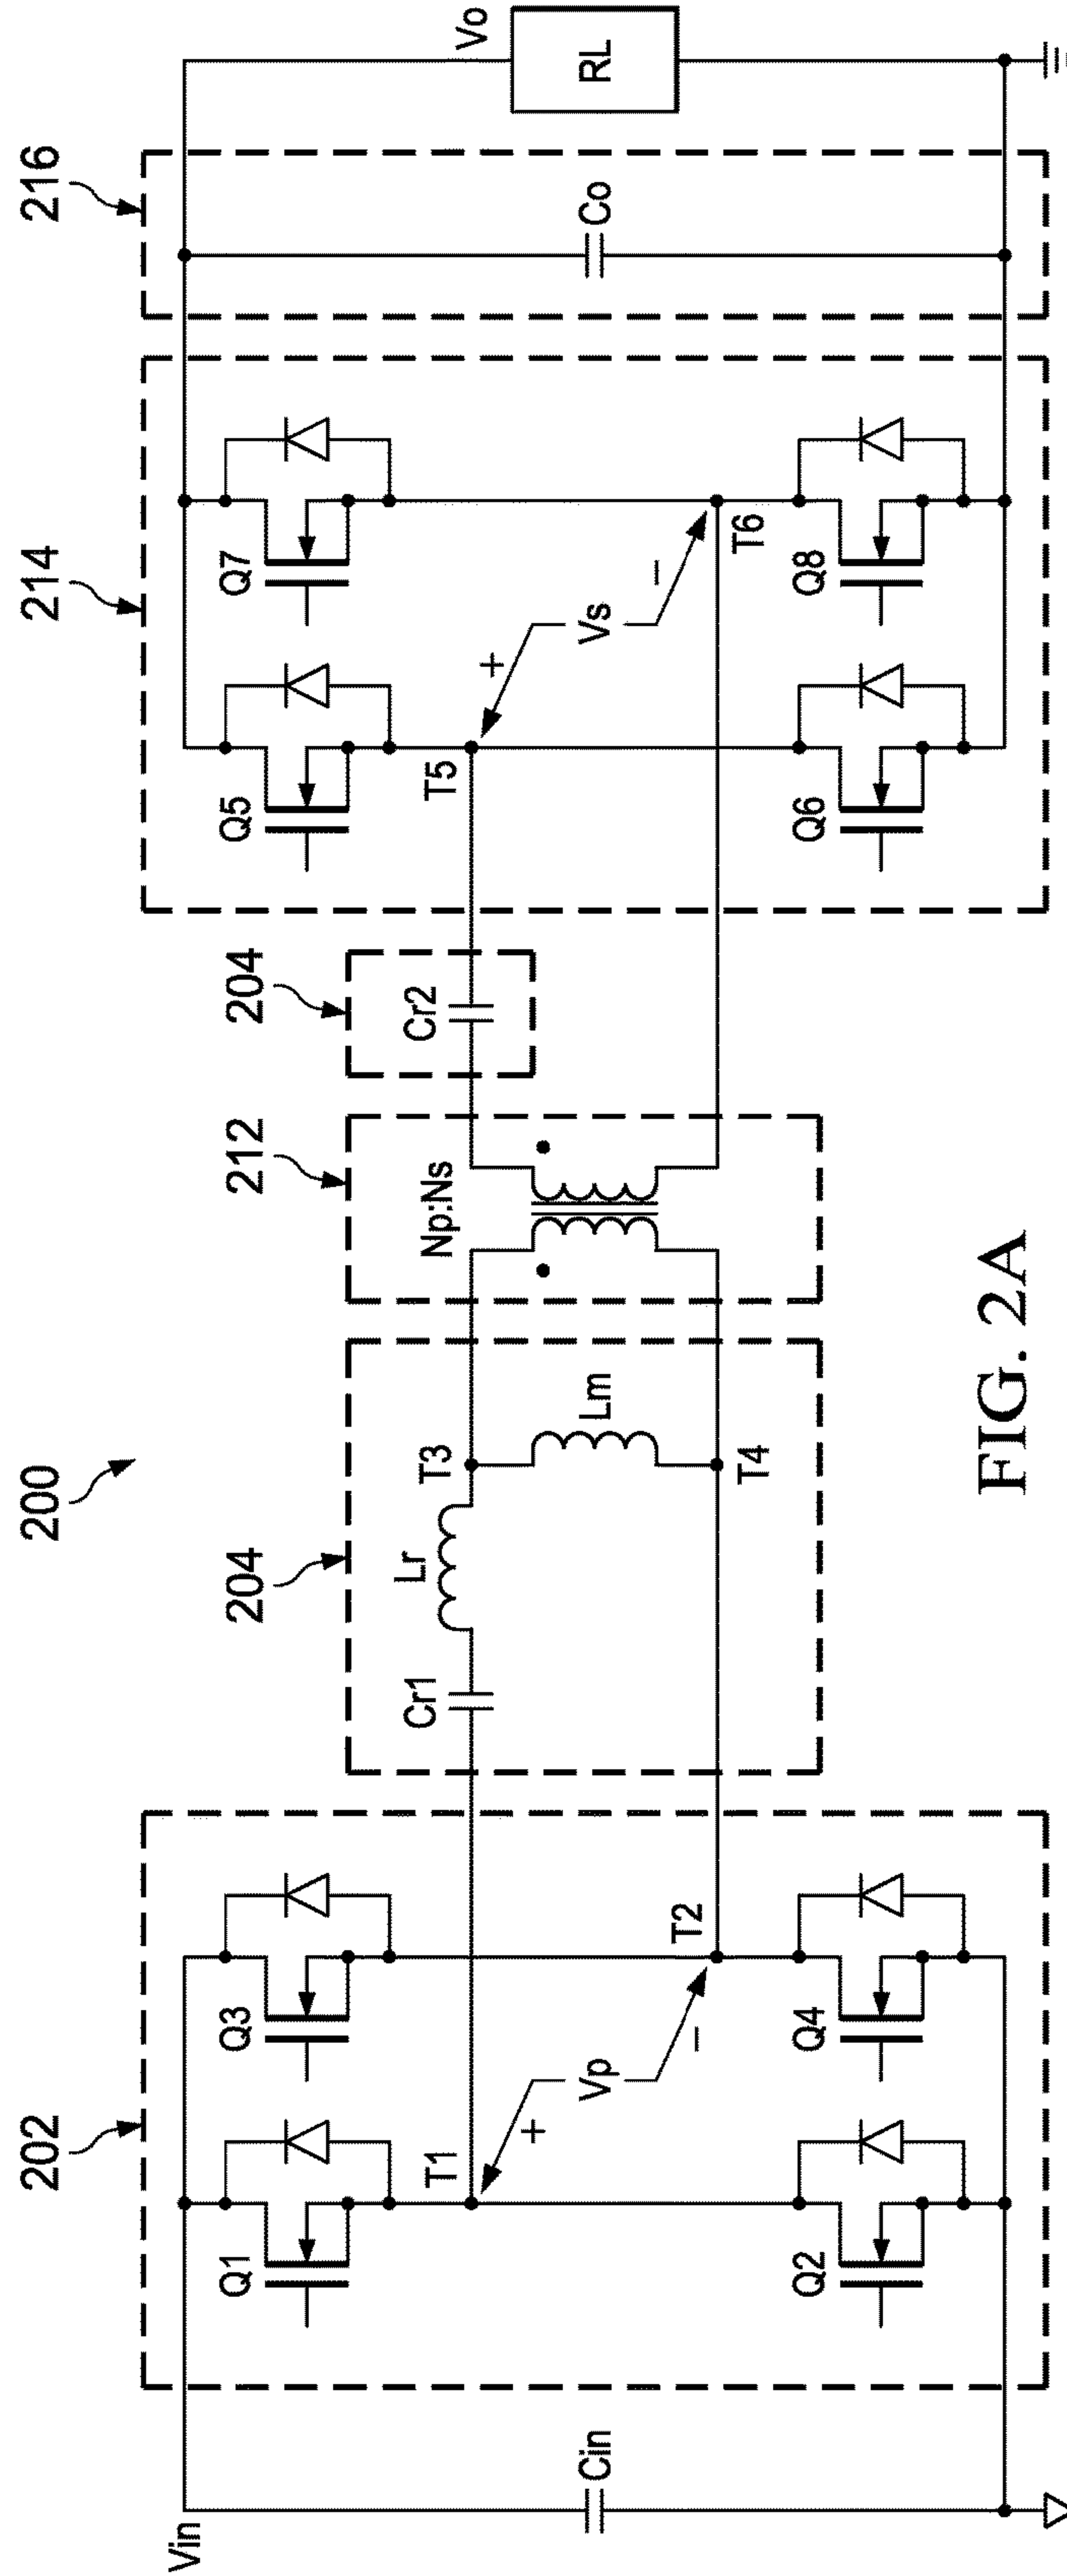 200
202
204
212
204
214
216
Vin
Cin
Q1
Q3
T1
+
Vp
−
T2
Q2
Q4
Cr1
Lr
T3
Lm
T4
Np:Ns
Cr2
Q5
Q7
T5
+
Vs
−
T6
Q6
Q8
Co
Vo
RL
FIG. 2A